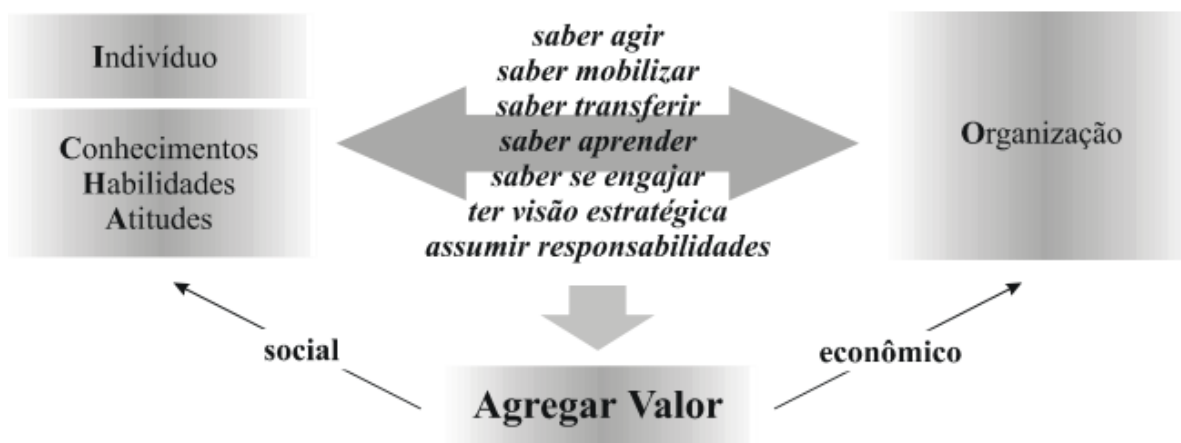 Indivíduo
Conhecimentos
Habilidades
Atitudes
saber agir
saber mobilizar
saber transferir
saber aprender
saber se engajar
ter visão estratégica
assumir responsabilidades
Organização
social
econômico
Agregar Valor